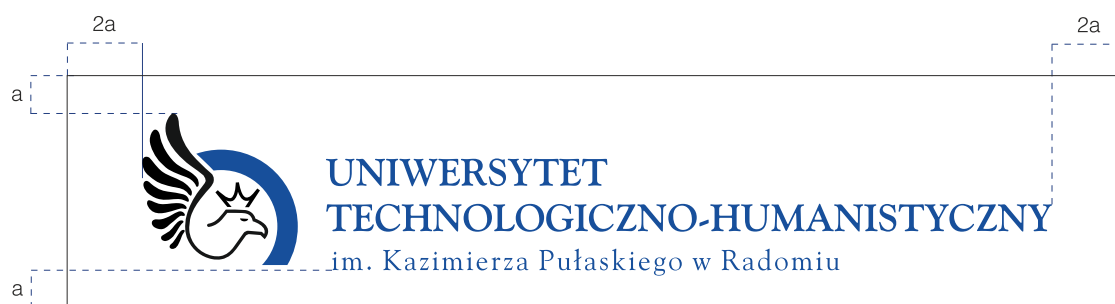 2a
2a
a
UNIWERSYTET
TECHNOLOGICZNO-HUMANISTYCZNY
im. Kazimierza Pułaskiego w Radomiu
a